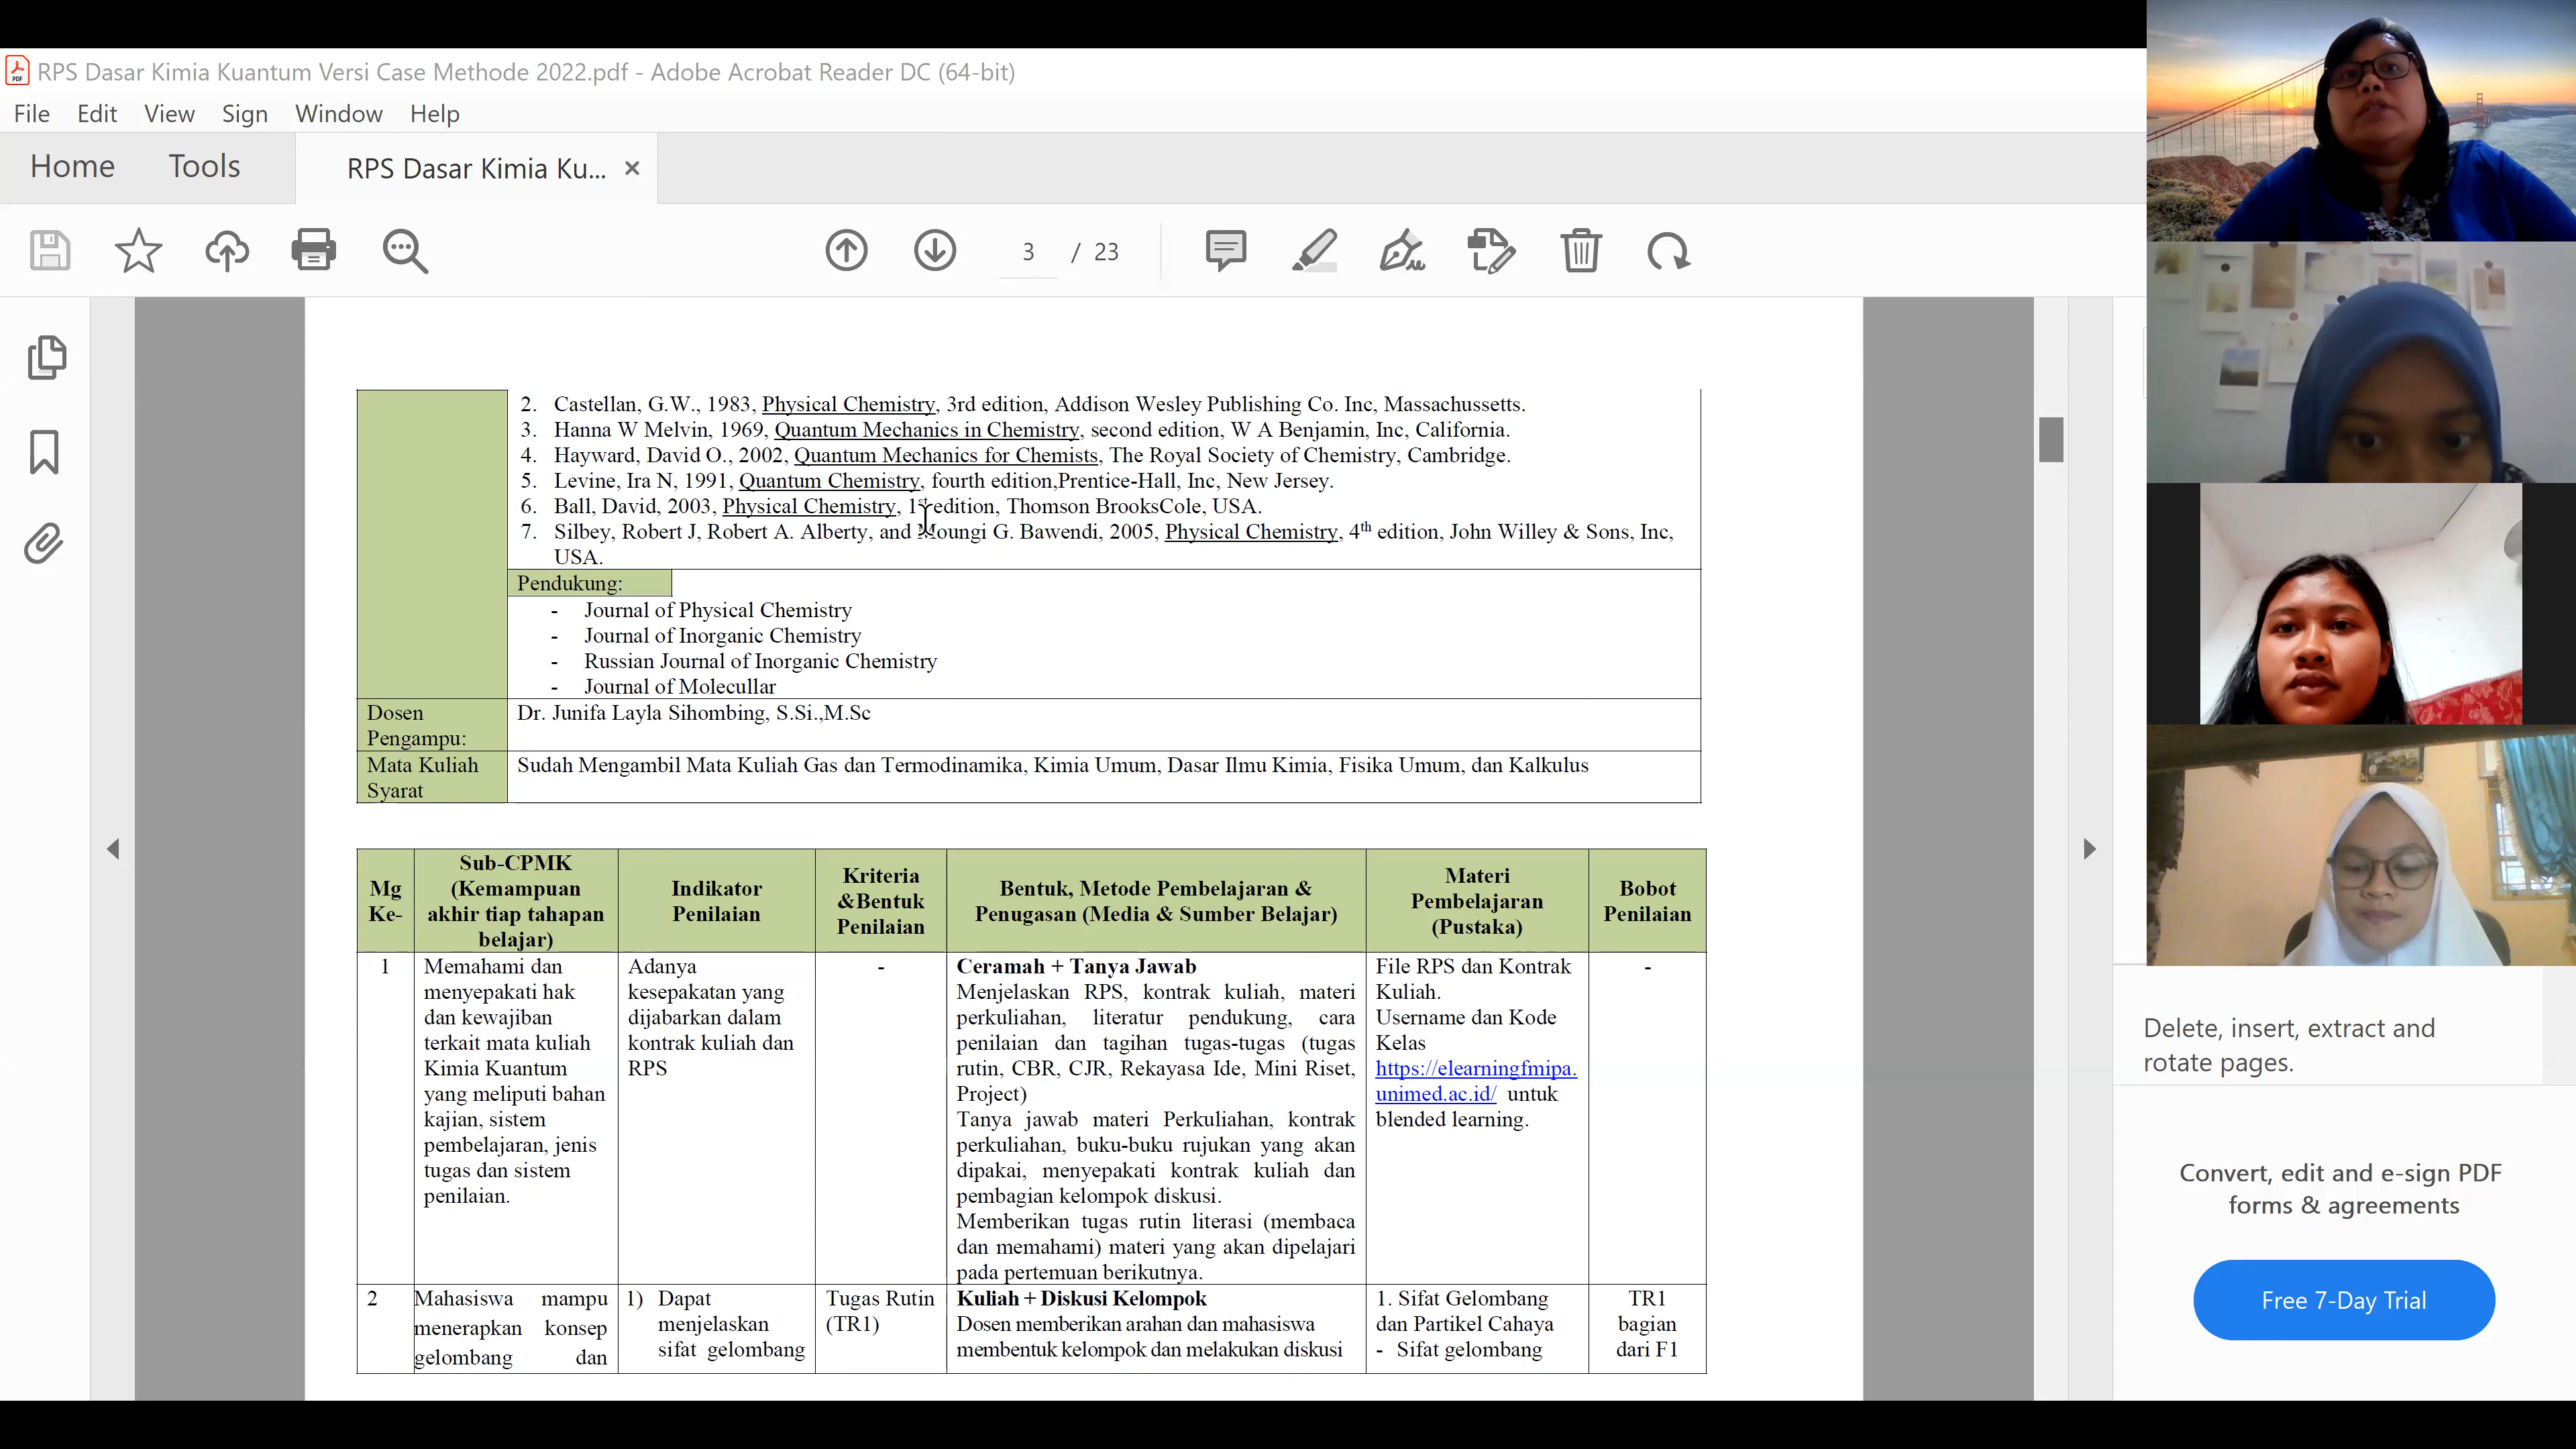 RPS Dasar Kimia Kuantum Versi Case Methode 2022.pdf - Adobe Acrobat Reader DC (64-bit)
File Edit View Sign Window Help
Home Tools RPS Dasar Kimia Ku... ×
3 / 23
2. Castellan, G.W., 1983, Physical Chemistry, 3rd edition, Addison Wesley Publishing Co. Inc, Massachussetts.
3. Hanna W Melvin, 1969, Quantum Mechanics in Chemistry, second edition, W A Benjamin, Inc, California.
4. Hayward, David O., 2002, Quantum Mechanics for Chemists, The Royal Society of Chemistry, Cambridge.
5. Levine, Ira N, 1991, Quantum Chemistry, fourth edition,Prentice-Hall, Inc, New Jersey.
6. Ball, David, 2003, Physical Chemistry, 1st edition, Thomson BrooksCole, USA.
7. Silbey, Robert J, Robert A. Alberty, and Moungi G. Bawendi, 2005, Physical Chemistry, 4th edition, John Willey & Sons, Inc,
USA.
Pendukung:
- Journal of Physical Chemistry
- Journal of Inorganic Chemistry
- Russian Journal of Inorganic Chemistry
- Journal of Molecullar
Dosen
Pengampu:
Dr. Junifa Layla Sihombing, S.Si.,M.Sc
Mata Kuliah
Syarat
Sudah Mengambil Mata Kuliah Gas dan Termodinamika, Kimia Umum, Dasar Ilmu Kimia, Fisika Umum, dan Kalkulus
Mg
Ke-
Sub-CPMK
(Kemampuan
akhir tiap tahapan
belajar)
Indikator
Penilaian
Kriteria
&Bentuk
Penilaian
Bentuk, Metode Pembelajaran &
Penugasan (Media & Sumber Belajar)
Materi
Pembelajaran
(Pustaka)
Bobot
Penilaian
1
Memahami dan
menyepakati hak
dan kewajiban
terkait mata kuliah
Kimia Kuantum
yang meliputi bahan
kajian, sistem
pembelajaran, jenis
tugas dan sistem
penilaian.
Adanya
kesepakatan yang
dijabarkan dalam
kontrak kuliah dan
RPS
-
Ceramah + Tanya Jawab
Menjelaskan RPS, kontrak kuliah, materi
perkuliahan, literatur pendukung, cara
penilaian dan tagihan tugas-tugas (tugas
rutin, CBR, CJR, Rekayasa Ide, Mini Riset,
Project)
Tanya jawab materi Perkuliahan, kontrak
perkuliahan, buku-buku rujukan yang akan
dipakai, menyepakati kontrak kuliah dan
pembagian kelompok diskusi.
Memberikan tugas rutin literasi (membaca
dan memahami) materi yang akan dipelajari
pada pertemuan berikutnya.
File RPS dan Kontrak
Kuliah.
Username dan Kode
Kelas
https://elearningfmipa.
unimed.ac.id/ untuk
blended learning.
-
2
Mahasiswa mampu
menerapkan konsep
gelombang dan
1) Dapat
menjelaskan
sifat gelombang
Tugas Rutin
(TR1)
Kuliah + Diskusi Kelompok
Dosen memberikan arahan dan mahasiswa
membentuk kelompok dan melakukan diskusi
1. Sifat Gelombang
dan Partikel Cahaya
- Sifat gelombang
TR1
bagian
dari F1
Delete, insert, extract and
rotate pages.
Convert, edit and e-sign PDF
forms & agreements
Free 7-Day Trial